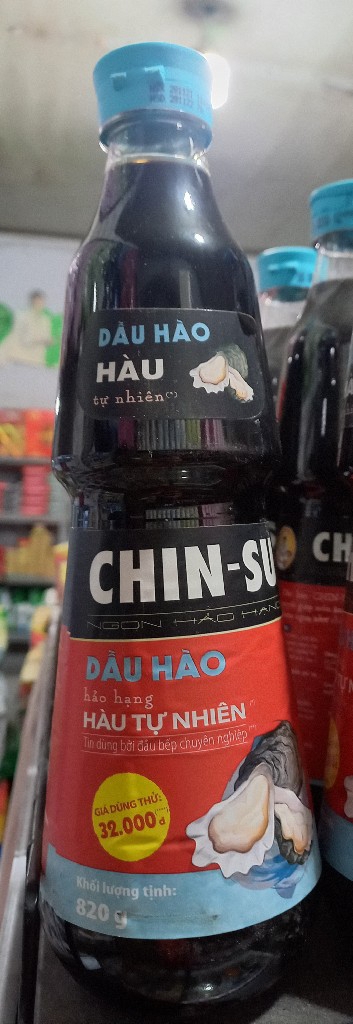 DẦU HÀO
HÀU
tự nhiên(*)
CHIN-SU
NGON HẢO HẠNG
DẦU HÀO
hảo hạng
HÀU TỰ NHIÊN
Tin dùng bởi đầu bếp chuyên nghiệp
GIÁ DÙNG THỬ:
32.000đ
Khối lượng tịnh:
820 g
CH